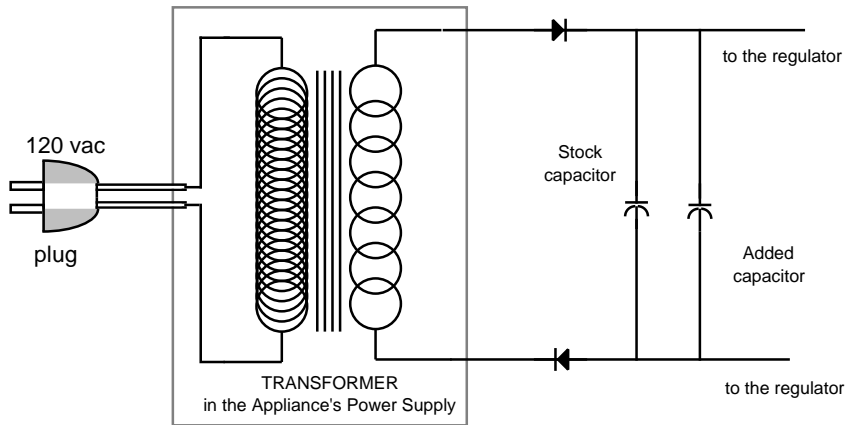 120 vac
plug
TRANSFORMER
in the Appliance's Power Supply
Stock
capacitor
Added
capacitor
to the regulator
to the regulator